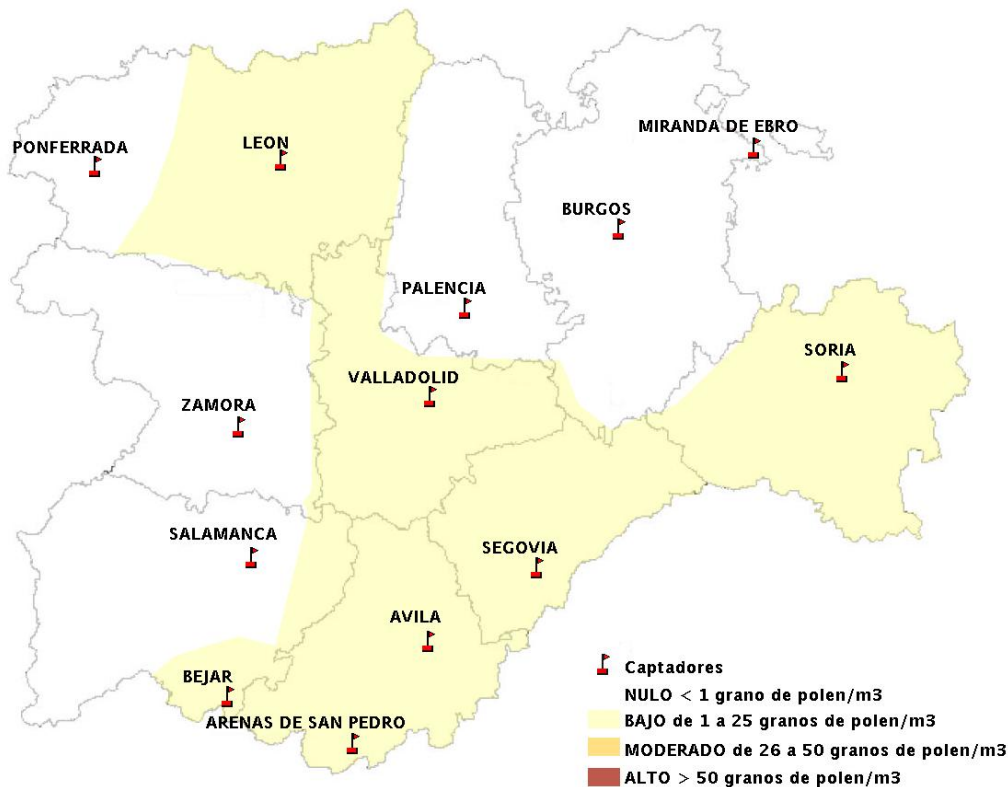 MIRANDA DE EBRO
PONFERRADA
LEON
BURGOS
PALENCIA
SORIA
VALLADOLID
ZAMORA
SALAMANCA
SEGOVIA
AVILA
BEJAR
ARENAS DE SAN PEDRO
Captadores
NULO < 1 grano de polen/m3
BAJO de 1 a 25 granos de polen/m3
MODERADO de 26 a 50 granos de polen/m3
ALTO > 50 granos de polen/m3